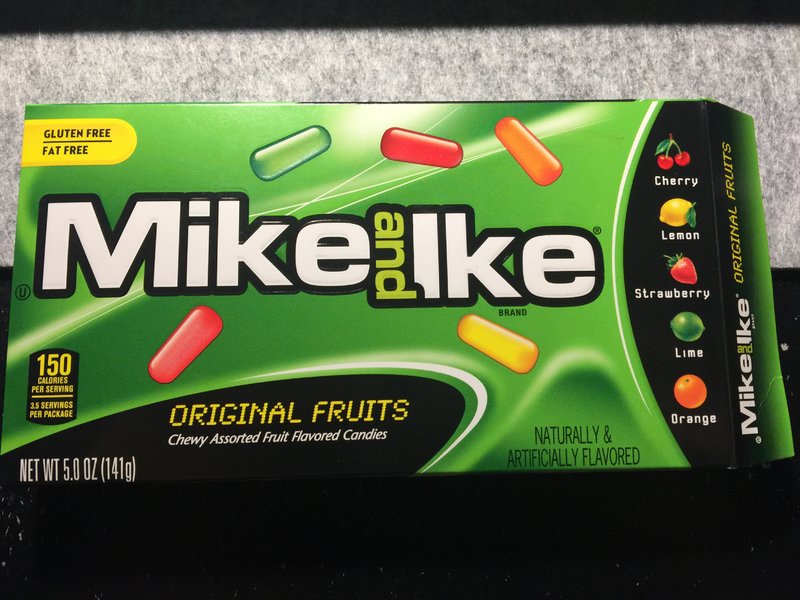 GLUTEN FREE
FAT FREE
Mike and Ike®
BRAND
U
150
CALORIES
PER SERVING
3.5 SERVINGS
PER PACKAGE
ORIGINAL FRUITS
Chewy Assorted Fruit Flavored Candies
NET WT 5.0 OZ (141g)
NATURALLY &
ARTIFICIALLY FLAVORED
Cherry
Lemon
Strawberry
Lime
Orange
®Mike and Ike®
BRAND
ORIGINAL FRUITS